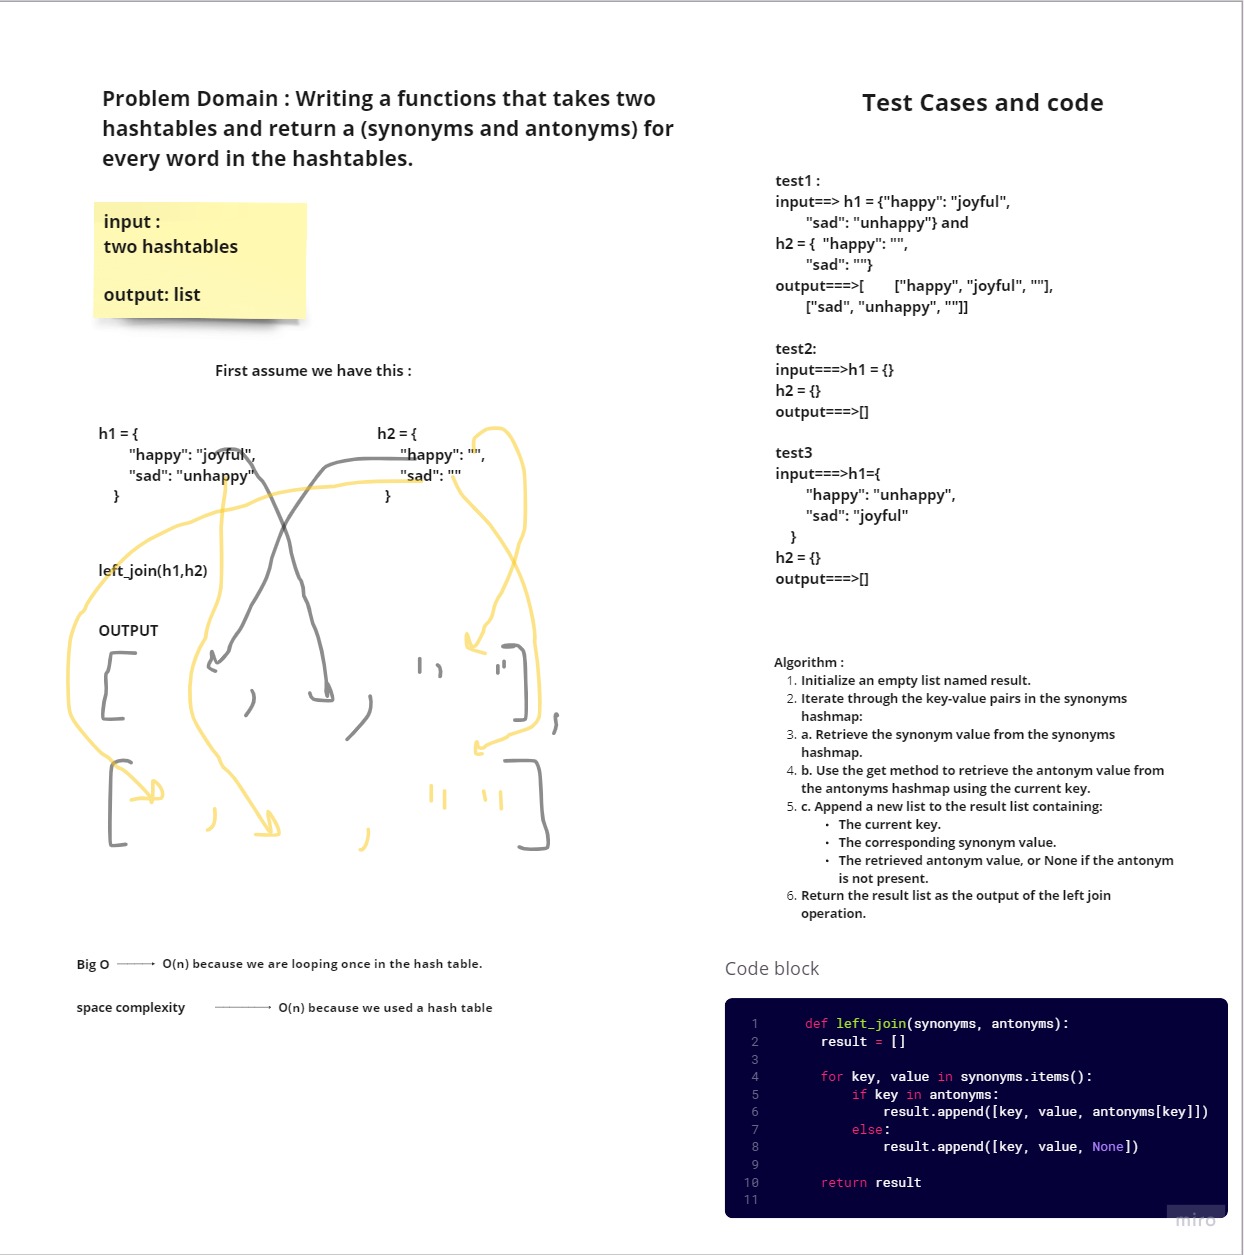 Problem Domain : Writing a functions that takes two
hashtables and return a (synonyms and antonyms) for
every word in the hashtables.
input :
two hashtables
output: list
First assume we have this :
h1 = {
"happy": "joyful",
"sad": "unhappy"
}
h2 = {
"happy": "",
"sad": ""
}
left_join(h1,h2)
OUTPUT
[ , , " , " ] ,
[ , , " " ]
Big O
O(n) because we are looping once in the hash table.
space complexity
O(n) because we used a hash table
Test Cases and code
test1 :
input==> h1 = {"happy": "joyful",
"sad": "unhappy"} and
h2 = { "happy": "",
"sad": ""}
output===>[ ["happy", "joyful", ""],
["sad", "unhappy", ""]]
test2:
input===>h1 = {}
h2 = {}
output===>[]
test3
input===>h1={
"happy": "unhappy",
"sad": "joyful"
}
h2 = {}
output===>[]
Algorithm :
1. Initialize an empty list named result.
2. Iterate through the key-value pairs in the synonyms
hashmap:
3. a. Retrieve the synonym value from the synonyms
hashmap.
4. b. Use the get method to retrieve the antonym value from
the antonyms hashmap using the current key.
5. c. Append a new list to the result list containing:
• The current key.
• The corresponding synonym value.
• The retrieved antonym value, or None if the antonym
is not present.
6. Return the result list as the output of the left join
operation.
Code block
1 def left_join(synonyms, antonyms):
2 result = []
3
4 for key, value in synonyms.items():
5 if key in antonyms:
6 result.append([key, value, antonyms[key]])
7 else:
8 result.append([key, value, None])
9
10 return result
11
miro